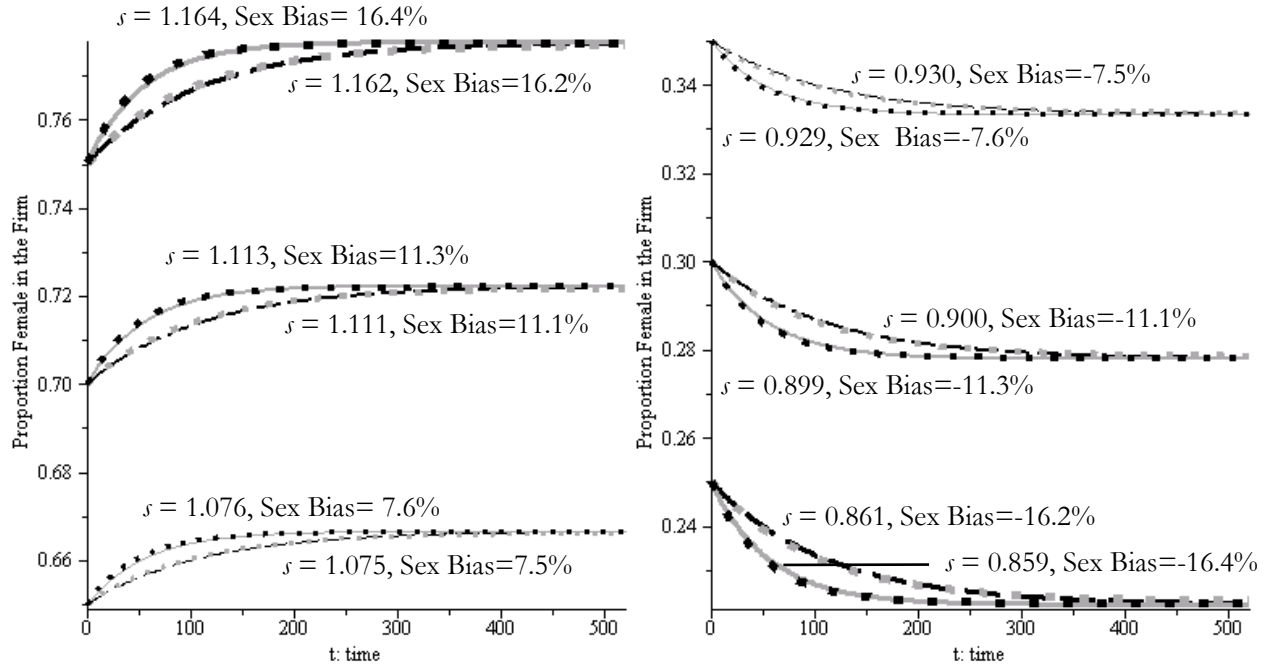 s = 1.164, Sex Bias= 16.4%
s = 1.162, Sex Bias=16.2%
0.76
0.74
s = 1.113, Sex Bias=11.3%
0.72
s = 1.111, Sex Bias=11.1%
0.70
0.68
s = 1.076, Sex Bias= 7.6%
0.66
s = 1.075, Sex Bias=7.5%
0 100 200 300 400 500
t: time
Proportion Female in the Firm
s = 0.930, Sex Bias=-7.5%
0.34
s = 0.929, Sex Bias=-7.6%
0.32
0.30
s = 0.900, Sex Bias=-11.1%
0.28
s = 0.899, Sex Bias=-11.3%
0.26
0.24
s = 0.861, Sex Bias=-16.2%
s = 0.859, Sex Bias=-16.4%
0 100 200 300 400 500
t: time
Proportion Female in the Firm